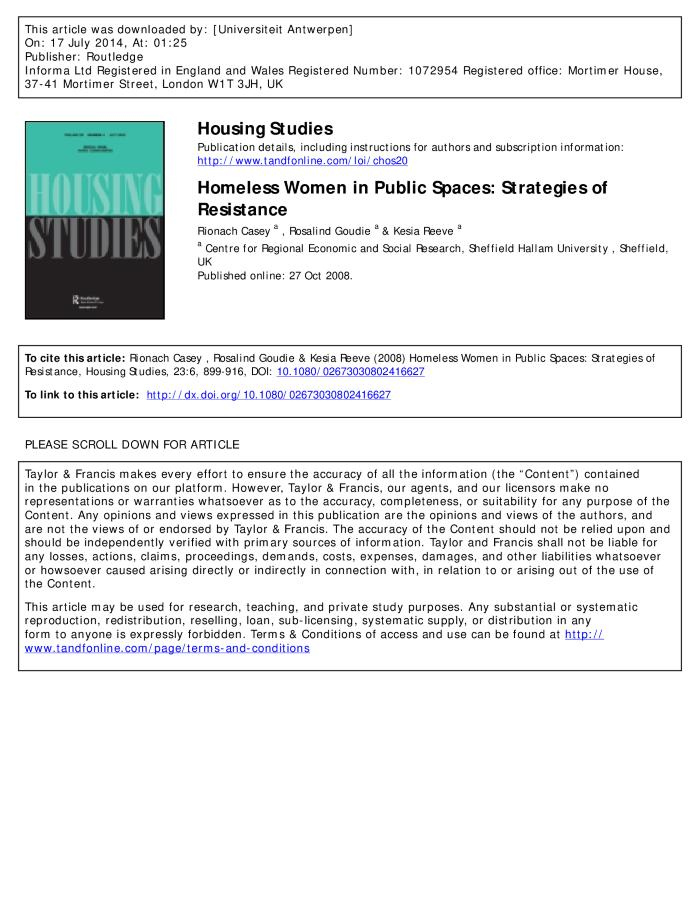 This article was downloaded by: [Universiteit Antwerpen]
On: 17 July 2014, At: 01:25
Publisher: Routledge
Informa Ltd Registered in England and Wales Registered Number: 1072954 Registered office: Mortimer House,
37-41 Mortimer Street, London W1T 3JH, UK
HOUSING
STUDIES
Routledge
Housing Studies
Publication details, including instructions for authors and subscription information:
http://www.tandfonline.com/loi/chos20
Homeless Women in Public Spaces: Strategies of
Resistance
Rionach Casey a , Rosalind Goudie a & Kesia Reeve a
a Centre for Regional Economic and Social Research, Sheffield Hallam University , Sheffield,
UK
Published online: 27 Oct 2008.
To cite this article: Rionach Casey , Rosalind Goudie & Kesia Reeve (2008) Homeless Women in Public Spaces: Strategies of
Resistance, Housing Studies, 23:6, 899-916, DOI: 10.1080/02673030802416627
To link to this article: http://dx.doi.org/10.1080/02673030802416627
PLEASE SCROLL DOWN FOR ARTICLE
Taylor & Francis makes every effort to ensure the accuracy of all the information (the “Content”) contained
in the publications on our platform. However, Taylor & Francis, our agents, and our licensors make no
representations or warranties whatsoever as to the accuracy, completeness, or suitability for any purpose of the
Content. Any opinions and views expressed in this publication are the opinions and views of the authors, and
are not the views of or endorsed by Taylor & Francis. The accuracy of the Content should not be relied upon and
should be independently verified with primary sources of information. Taylor and Francis shall not be liable for
any losses, actions, claims, proceedings, demands, costs, expenses, damages, and other liabilities whatsoever
or howsoever caused arising directly or indirectly in connection with, in relation to or arising out of the use of
the Content.
This article may be used for research, teaching, and private study purposes. Any substantial or systematic
reproduction, redistribution, reselling, loan, sub-licensing, systematic supply, or distribution in any
form to anyone is expressly forbidden. Terms & Conditions of access and use can be found at http://
www.tandfonline.com/page/terms-and-conditions